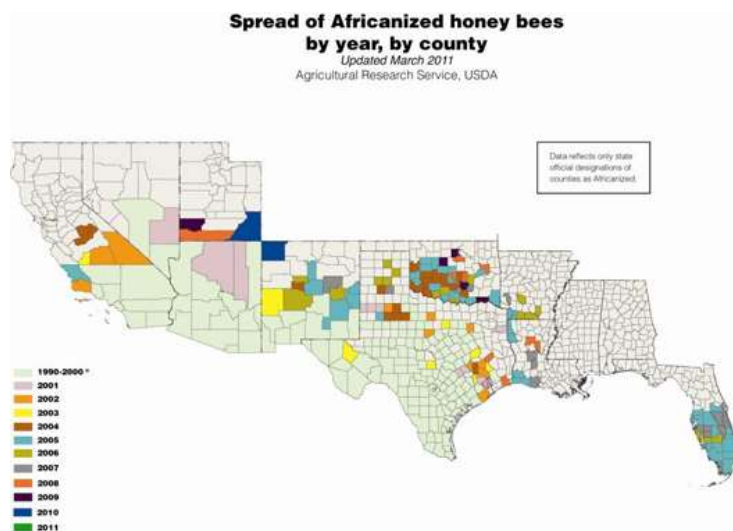 Spread of Africanized honey bees
by year, by county
Updated March 2011
Agricultural Research Service, USDA
Data reflects only state
official designations of
counties as Africanized.
1990-2000 *
2001
2002
2003
2004
2005
2006
2007
2008
2009
2010
2011